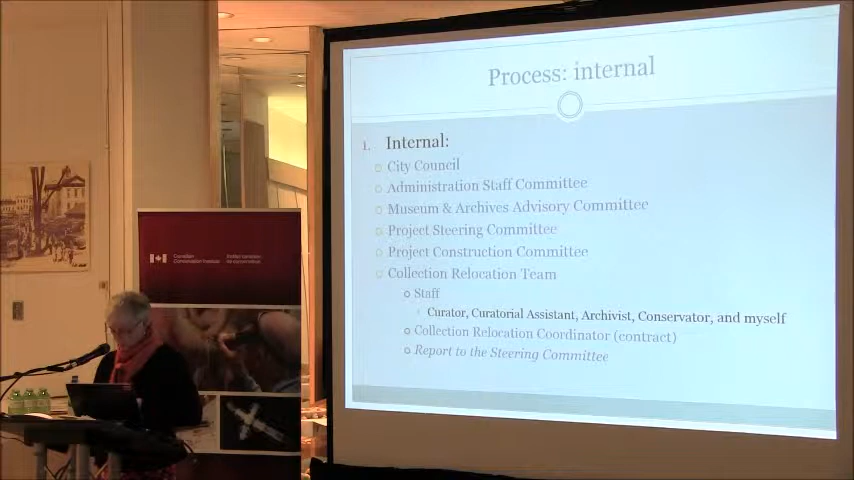 Process: internal
1. Internal:
City Council
Administration Staff Committee
Museum & Archives Advisory Committee
Project Steering Committee
Project Construction Committee
Collection Relocation Team
Staff
Curator, Curatorial Assistant, Archivist, Conservator, and myself
Collection Relocation Coordinator (contract)
Report to the Steering Committee
Canadian
Conservation Institute